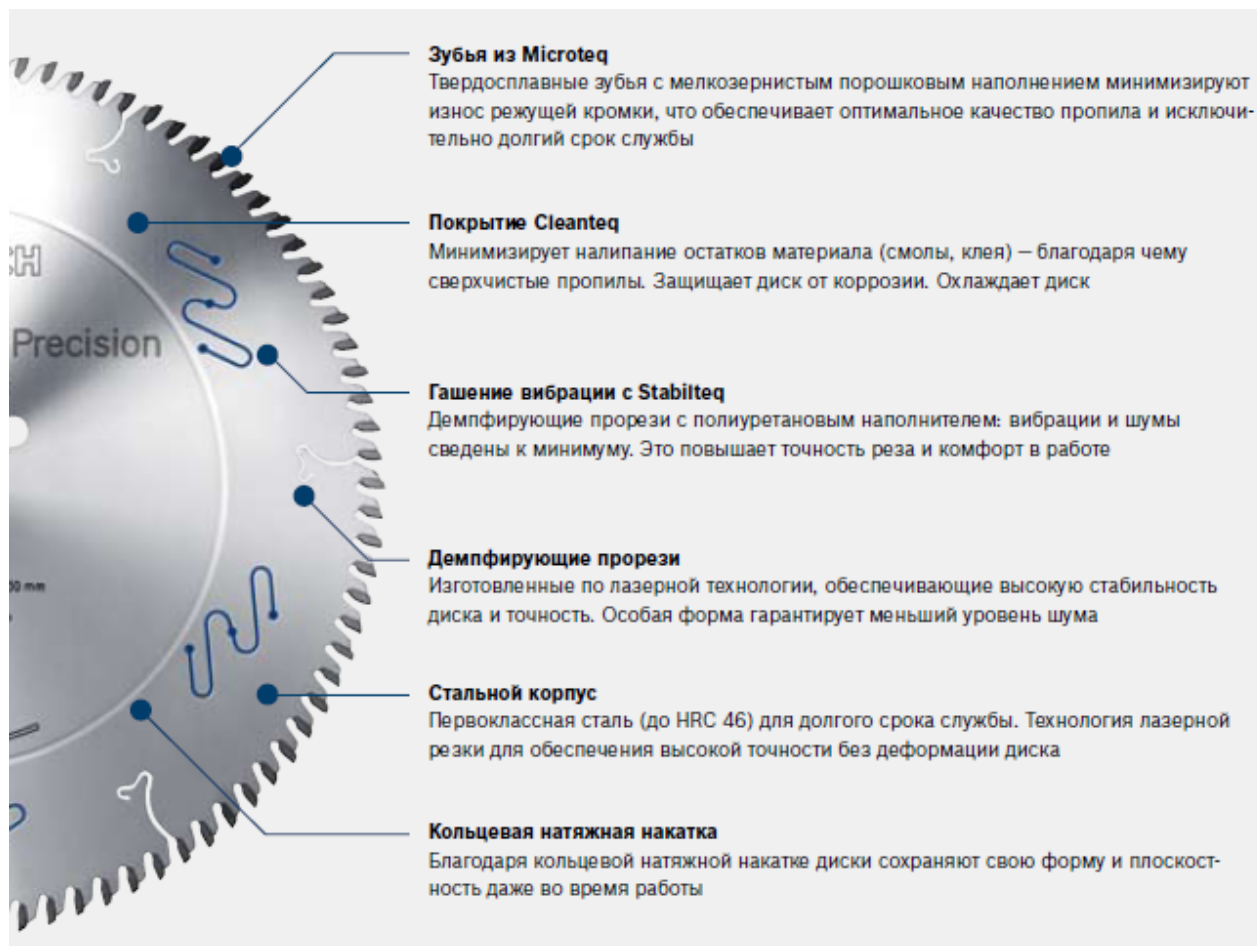 Зубья из Microteq
Твердосплавные зубья с мелкозернистым порошковым наполнением минимизируют
износ режущей кромки, что обеспечивает оптимальное качество пропила и исключи-
тельно долгий срок службы
Покрытие Cleanteq
Минимизирует налипание остатков материала (смолы, клея) – благодаря чему
сверхчистые пропилы. Защищает диск от коррозии. Охлаждает диск
CH
Precision
Гашение вибрации с Stabilteq
Демпфирующие прорези с полиуретановым наполнителем: вибрации и шумы
сведены к минимуму. Это повышает точность реза и комфорт в работе
Демпфирующие прорези
Изготовленные по лазерной технологии, обеспечивающие высокую стабильность
диска и точность. Особая форма гарантирует меньший уровень шума
00 mm
Стальной корпус
Первоклассная сталь (до HRC 46) для долгого срока службы. Технология лазерной
резки для обеспечения высокой точности без деформации диска
Кольцевая натяжная накатка
Благодаря кольцевой натяжной накатке диски сохраняют свою форму и плоскост-
ность даже во время работы